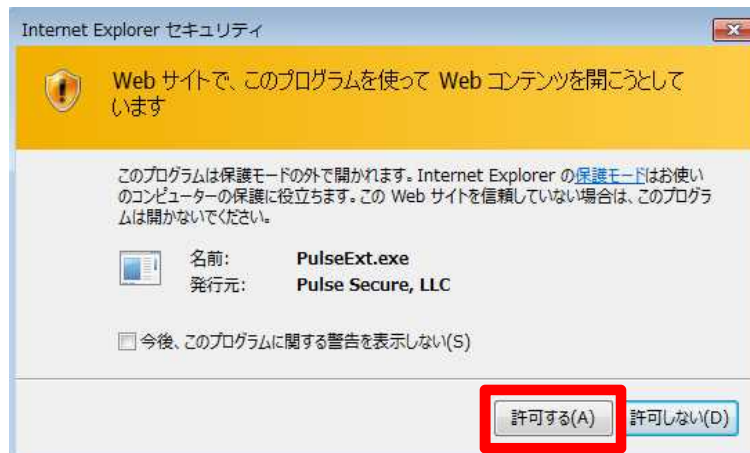 Internet Explorer セキュリティ
Web サイトで、このプログラムを使って Web コンテンツを開こうとして
います
このプログラムは保護モードの外で開かれます。Internet Explorer の保護モードはお使い
のコンピューターの保護に役立ちます。この Web サイトを信頼していない場合は、このプログラ
ムは開かないでください。
名前: PulseExt.exe
発行元: Pulse Secure, LLC
今後、このプログラムに関する警告を表示しない(S)
許可する(A) 許可しない(D)